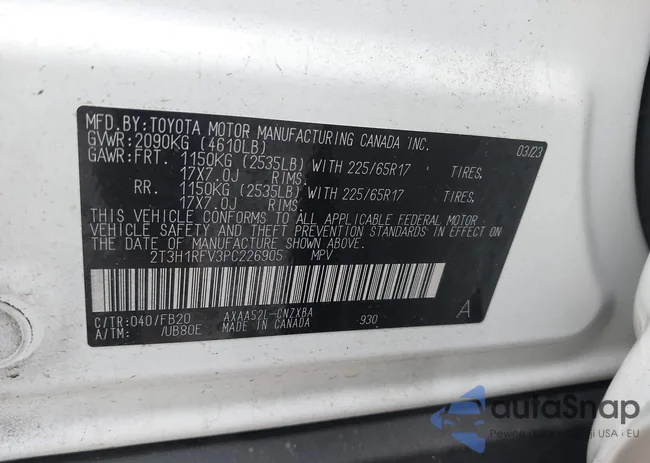 MFD.BY:TOYOTA MOTOR MANUFACTURING CANADA INC.
GVWR:2090KG (4610LB) 03/23
GAWR:FRT. 1150KG (2535LB) WITH 225/65R17 TIRES,
17X7.0J RIMS.
RR. 1150KG (2535LB) WITH 225/65R17 TIRES,
17X7.0J RIMS.
THIS VEHICLE CONFORMS TO ALL APPLICABLE FEDERAL MOTOR
VEHICLE SAFETY AND THEFT PREVENTION STANDARDS IN EFFECT
ON THE DATE OF MANUFACTURE SHOWN ABOVE.
2T3H1RFV3PC226905 MPV
C/TR:040/FB20 AXAA52L-CNZXBA 930 A
A/TM: /UB80E MADE IN CANADA
autoSnap
USA i EU